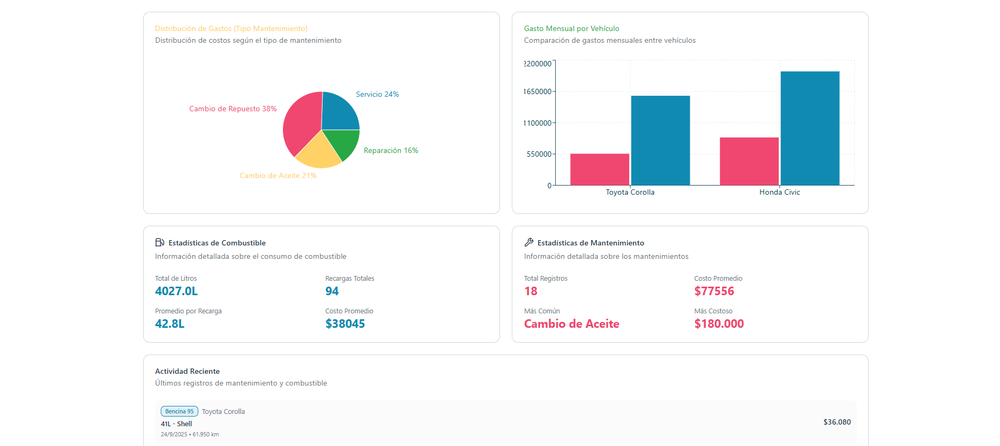 Distribución de Gastos (Tipo Mantenimiento)
Distribución de costos según el tipo de mantenimiento
Servicio 24%
Cambio de Repuesto 38%
Reparación 16%
Cambio de Aceite 21%
Gasto Mensual por Vehículo
Comparación de gastos mensuales entre vehículos
2200000
1650000
1100000
550000
0
Toyota Corolla
Honda Civic
Estadísticas de Combustible
Información detallada sobre el consumo de combustible
Total de Litros
4027.0L
Recargas Totales
94
Promedio por Recarga
42.8L
Costo Promedio
$38045
Estadísticas de Mantenimiento
Información detallada sobre los mantenimientos
Total Registros
18
Costo Promedio
$77556
Más Común
Cambio de Aceite
Más Costoso
$180.000
Actividad Reciente
Últimos registros de mantenimiento y combustible
Bencina 95 Toyota Corolla
41L - Shell
24/9/2025 • 61.950 km
$36.080